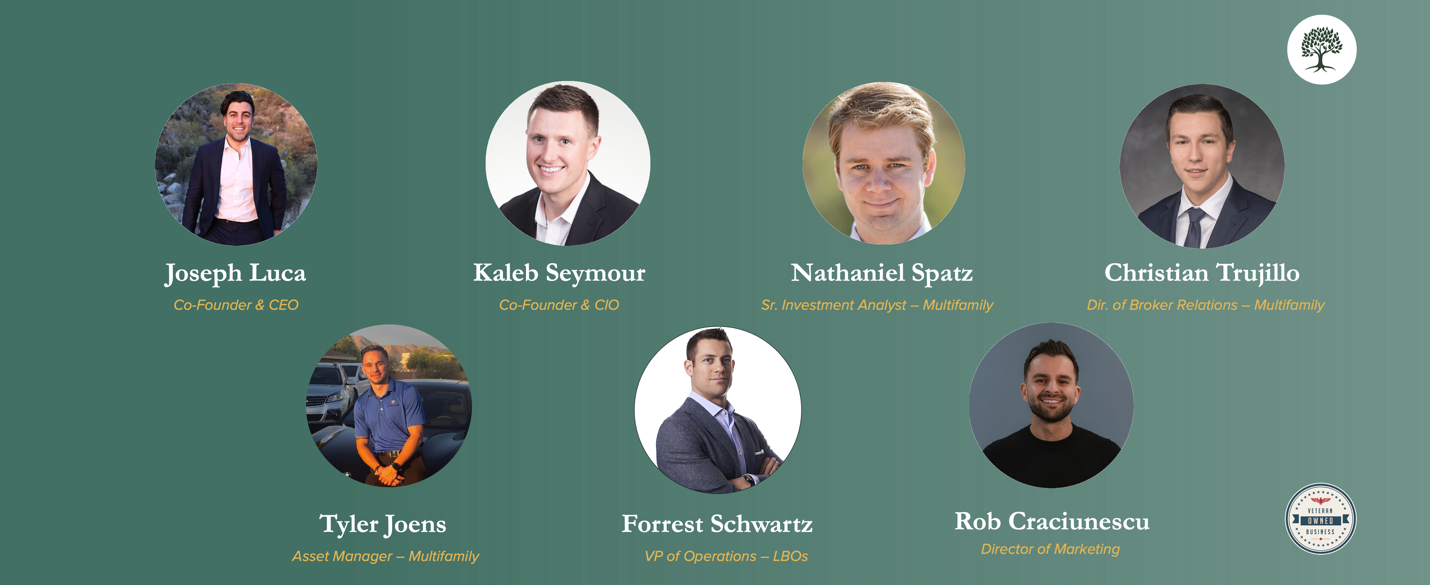 Joseph Luca
Co-Founder & CEO
Kaleb Seymour
Co-Founder & CIO
Nathaniel Spatz
Sr. Investment Analyst – Multifamily
Christian Trujillo
Dir. of Broker Relations – Multifamily
Tyler Joens
Asset Manager – Multifamily
Forrest Schwartz
VP of Operations – LBOs
Rob Craciunescu
Director of Marketing
VETERAN
OWNED
BUSINESS